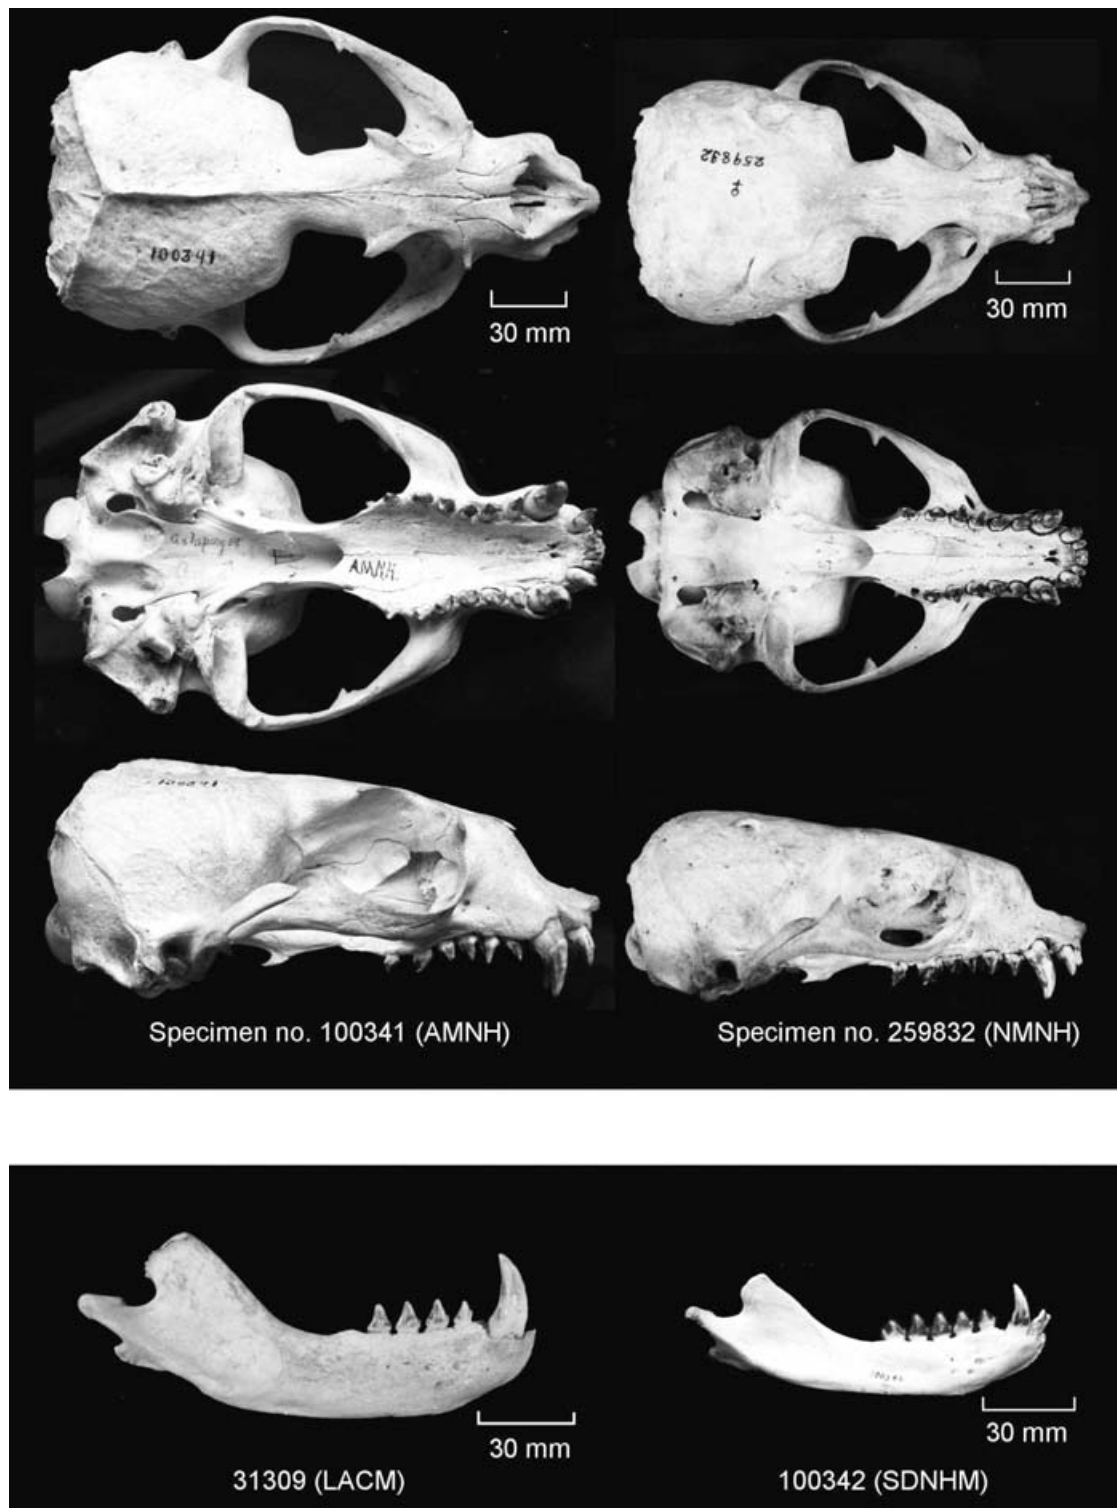 100341
30 mm
259832
♀
30 mm
AMNH
Specimen no. 100341 (AMNH)
Specimen no. 259832 (NMNH)
30 mm
31309 (LACM)
30 mm
100342 (SDNHM)